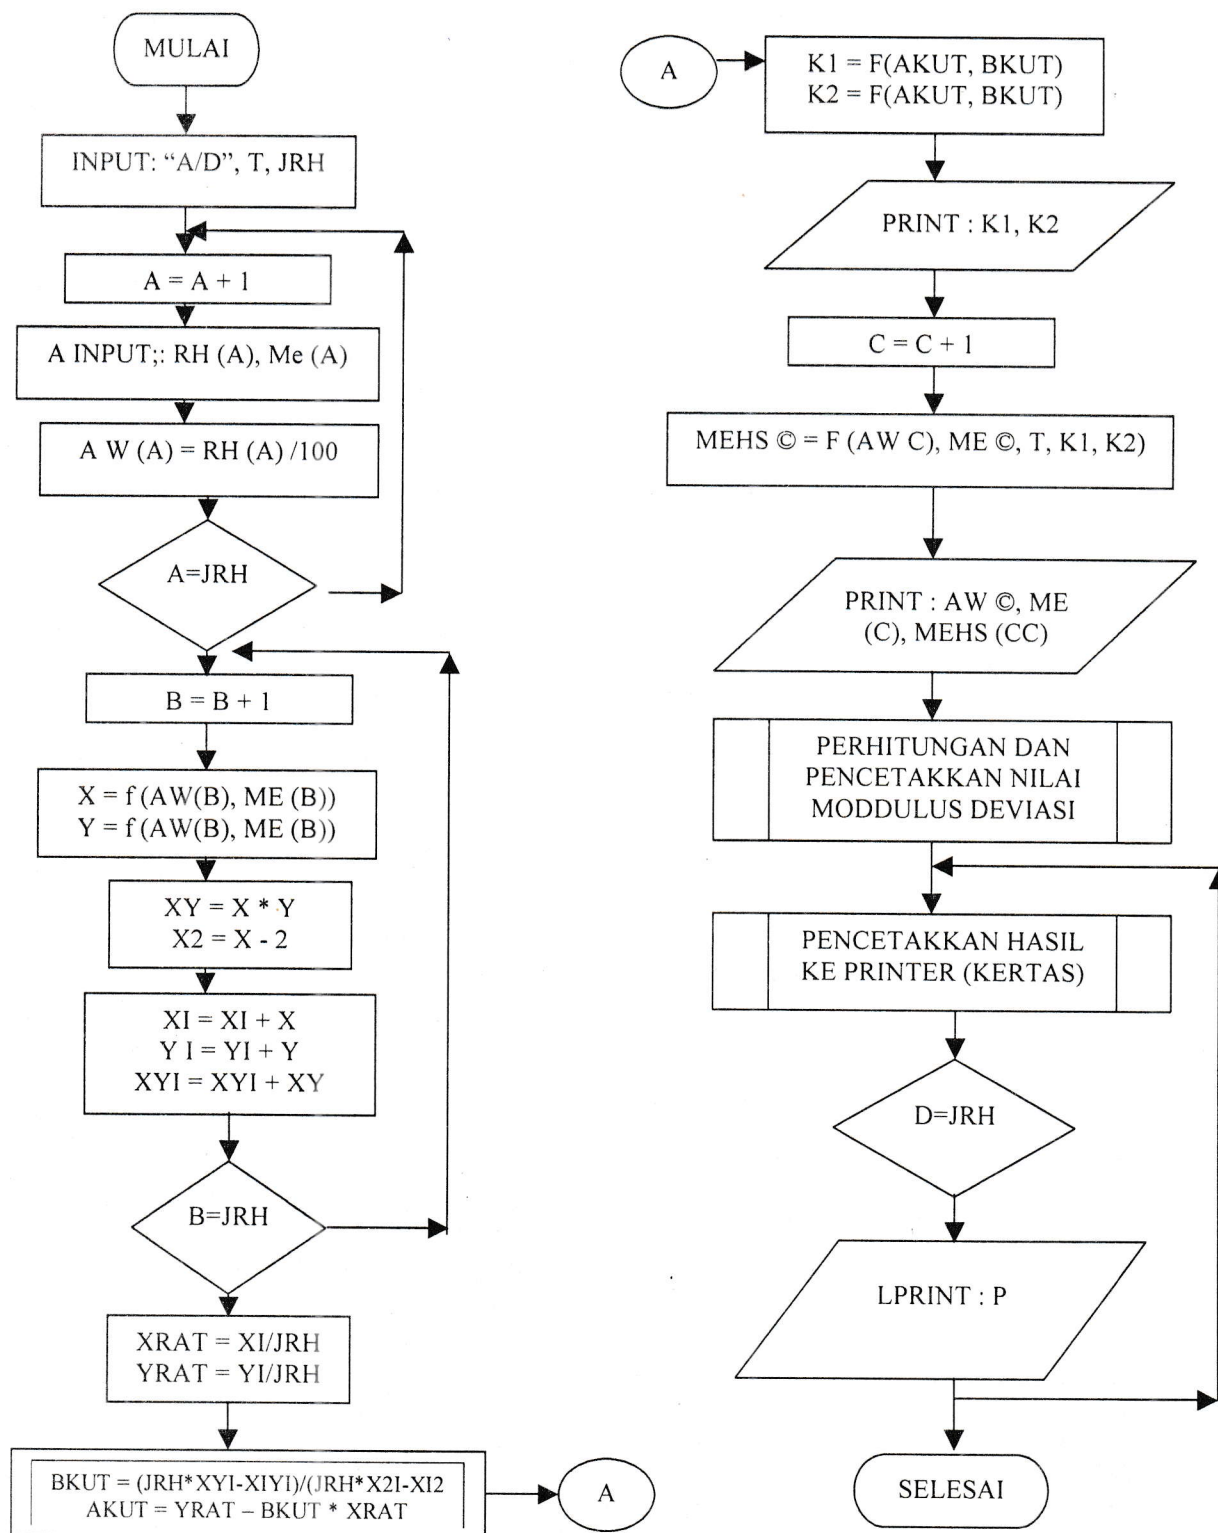 MULAI
INPUT: “A/D”, T, JRH
A = A + 1
A INPUT;: RH (A), Me (A)
A W (A) = RH (A) /100
A=JRH
B = B + 1
X = f (AW(B), ME (B))
Y = f (AW(B), ME (B))
XY = X * Y
X2 = X - 2
XI = XI + X
Y I = YI + Y
XYI = XYI + XY
B=JRH
XRAT = XI/JRH
YRAT = YI/JRH
BKUT = (JRH*XYI-XIYI)/(JRH*X2I-XI2
AKUT = YRAT – BKUT * XRAT
A
A
K1 = F(AKUT, BKUT)
K2 = F(AKUT, BKUT)
PRINT : K1, K2
C = C + 1
MEHS © = F (AW C), ME ©, T, K1, K2)
PRINT : AW ©, ME
(C), MEHS (CC)
PERHITUNGAN DAN
PENCETAKKAN NILAI
MODDULUS DEVIASI
PENCETAKKAN HASIL
KE PRINTER (KERTAS)
D=JRH
LPRINT : P
SELESAI